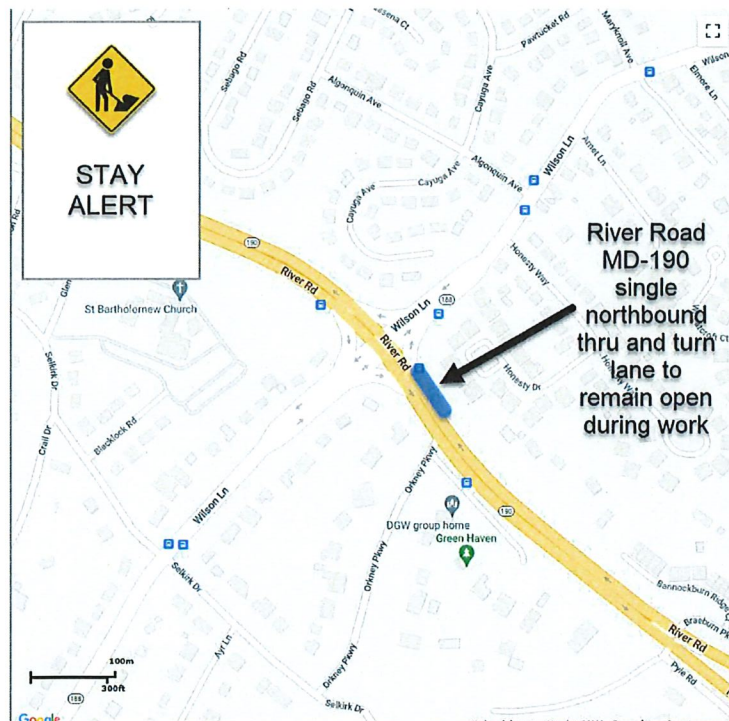 STAY
ALERT
River Road
MD-190
single
northbound
thru and turn
lane to
remain open
during work
Sebago Rd
Sebago Rd
Pawtucket Rd
Maryknoll Ave
Wilson
Elmore Ln
Cayuga Ave
Algonquin Ave
Algonquin Ave
Wilson Ln
Arnet Ln
Cayuga Ave
Cayuga Ave
Honesty Way
190
River Rd
Wilson Ln
188
St Bartholomew Church
River Rd
Honesty Dr
Selkirk Dr
Crail Dr
Blacklock Rd
Wilson Ln
Orkney Pkwy
190
DGW group home
Green Haven
Selkirk Dr
Orkney Pkwy
Bannockburn Ridge
Braeburn Pk
River Rd
Pyle Rd
Ayr Ln
Orkney Pkwy
Selkirk Dr
100m
300ft
188
Google